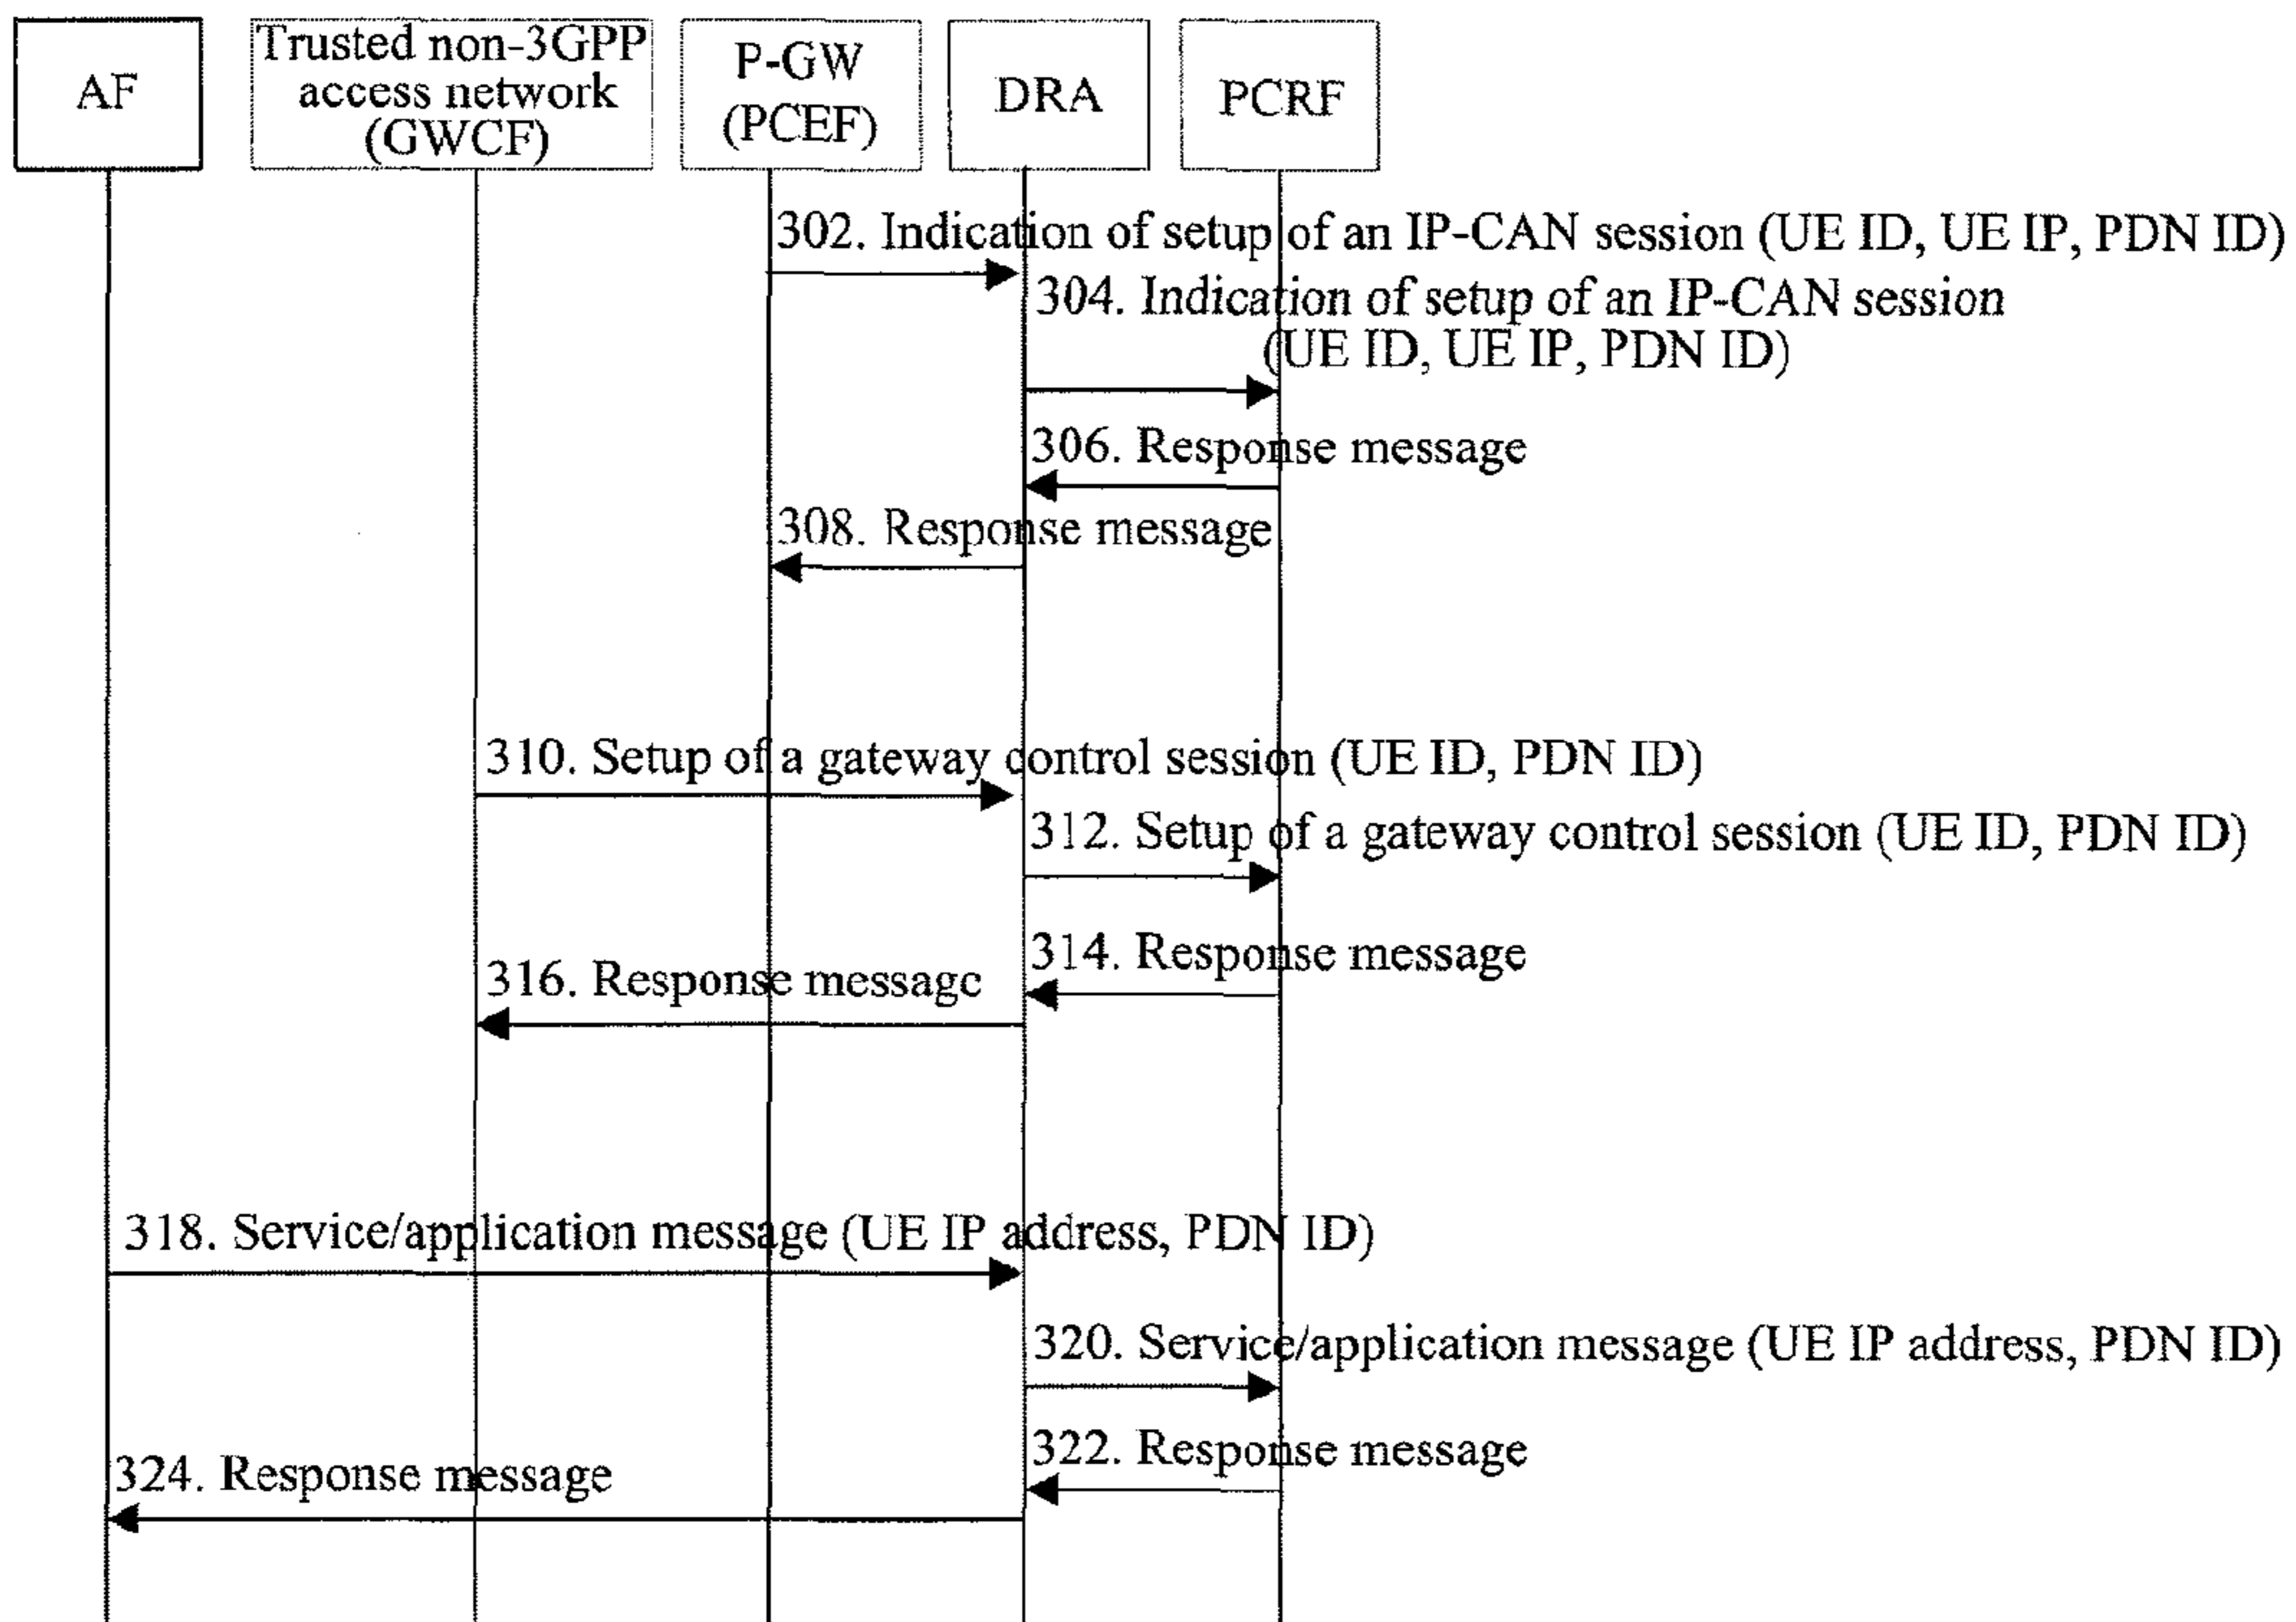 AF
Trusted non-3GPP
access network
(GWCF)
P-GW
(PCEF)
DRA
PCRF
302. Indication of setup of an IP-CAN session (UE ID, UE IP, PDN ID)
304. Indication of setup of an IP-CAN session
(UE ID, UE IP, PDN ID)
306. Response message
308. Response message
310. Setup of a gateway control session (UE ID, PDN ID)
312. Setup of a gateway control session (UE ID, PDN ID)
314. Response message
316. Response message
318. Service/application message (UE IP address, PDN ID)
320. Service/application message (UE IP address, PDN ID)
322. Response message
324. Response message